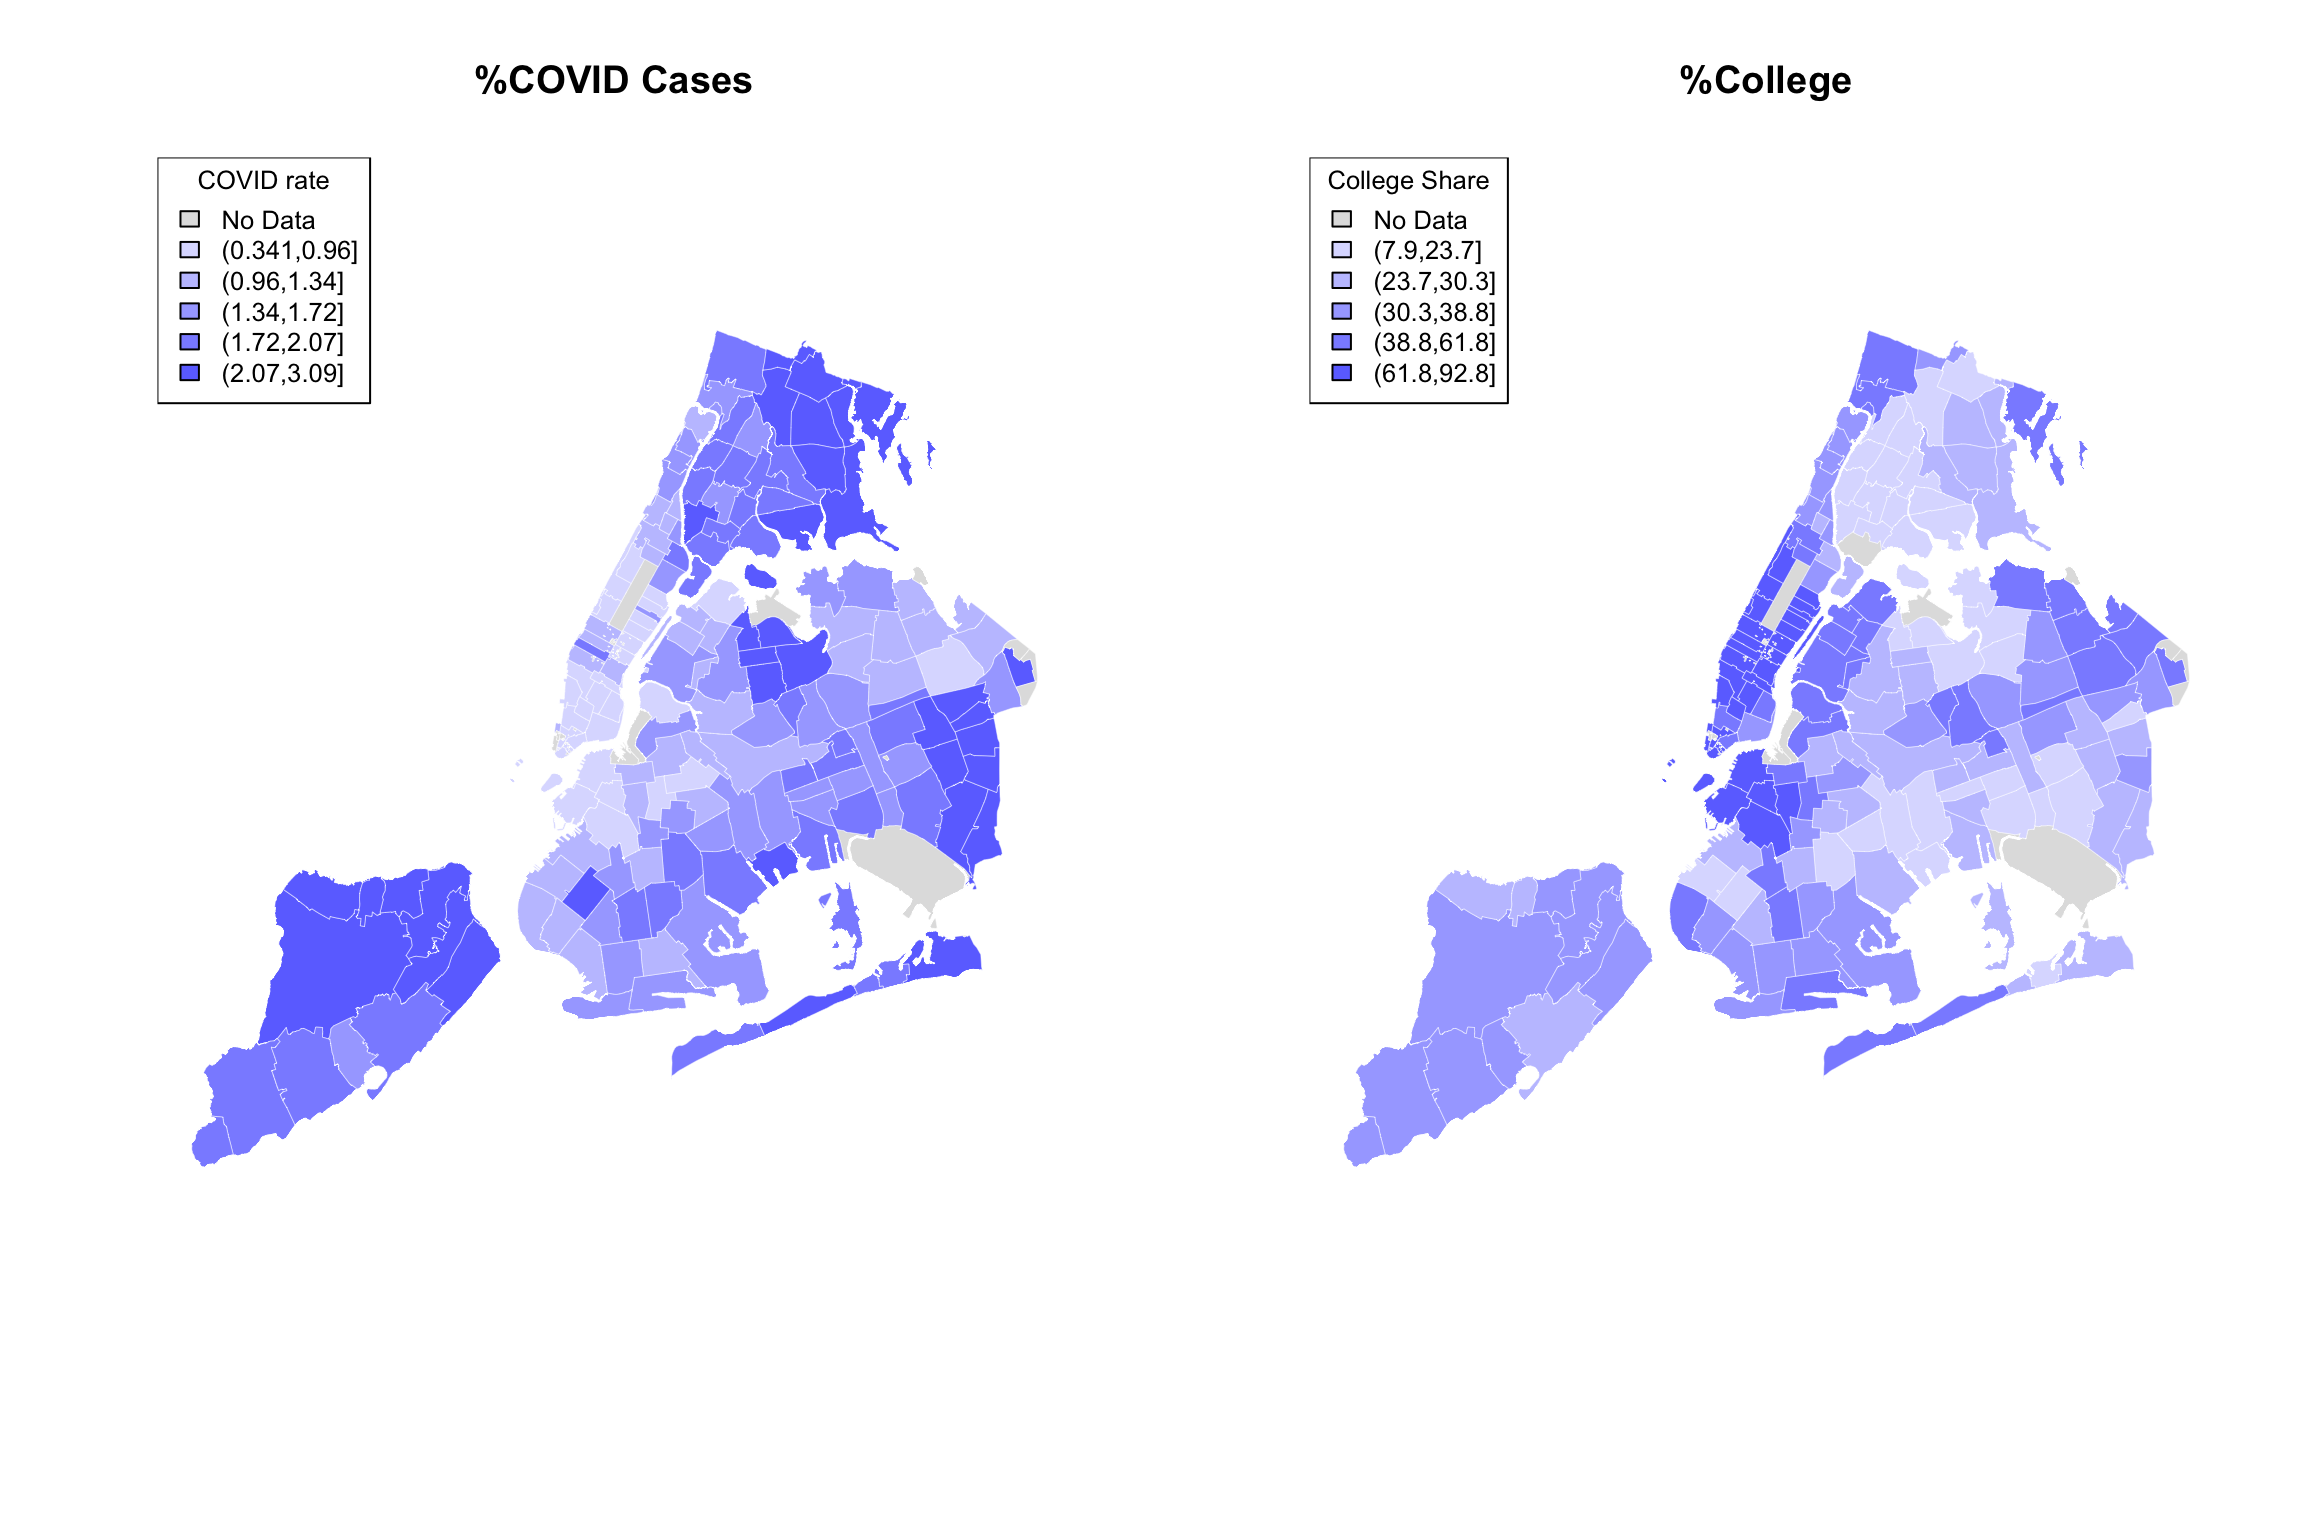 %COVID Cases
COVID rate
No Data
(0.341,0.96]
(0.96,1.34]
(1.34,1.72]
(1.72,2.07]
(2.07,3.09]
%College
College Share
No Data
(7.9,23.7]
(23.7,30.3]
(30.3,38.8]
(38.8,61.8]
(61.8,92.8]